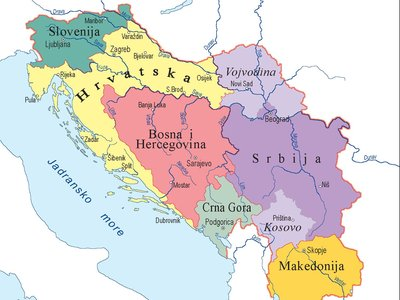 Maribor
Slovenija
Ljubljana
Varaždin
Zagreb
Bjelovar
Rijeka
Hrvatska
Osijek
Vojvodina
Novi Sad
Pula
S.Brod
Banja Luka
Beograd
Bosna i
Hercegovina
Zadar
Srbija
Šibenik
Sarajevo
Split
Jadransko more
Mostar
Niš
Crna Gora
Dubrovnik
Podgorica
Priština
Kosovo
Skopje
Makedonija